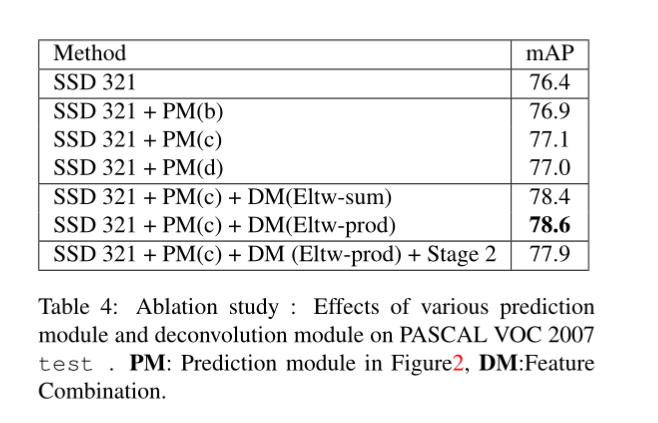 Method mAP
SSD 321 76.4
SSD 321 + PM(b) 76.9
SSD 321 + PM(c) 77.1
SSD 321 + PM(d) 77.0
SSD 321 + PM(c) + DM(Eltw-sum) 78.4
SSD 321 + PM(c) + DM(Eltw-prod) 78.6
SSD 321 + PM(c) + DM (Eltw-prod) + Stage 2 77.9
Table 4: Ablation study : Effects of various prediction
module and deconvolution module on PASCAL VOC 2007
test . PM: Prediction module in Figure2, DM:Feature
Combination.